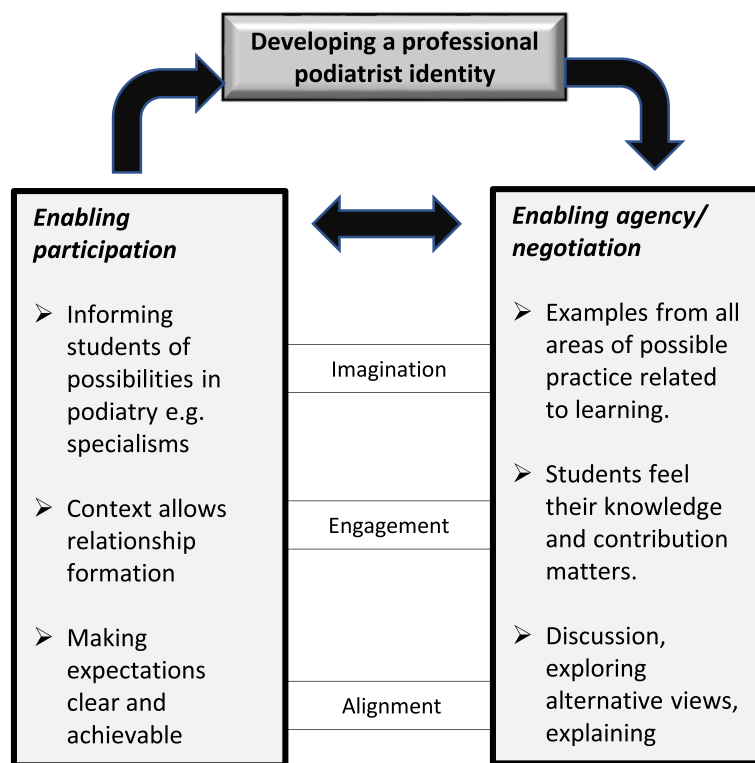 Developing a professional
podiatrist identity
Enabling
participation
➢ Informing
students of
possibilities in
podiatry e.g.
specialisms
➢ Context allows
relationship
formation
➢ Making
expectations
clear and
achievable
Imagination
Engagement
Alignment
Enabling agency/
negotiation
➢ Examples from all
areas of possible
practice related
to learning.
➢ Students feel
their knowledge
and contribution
matters.
➢ Discussion,
exploring
alternative views,
explaining